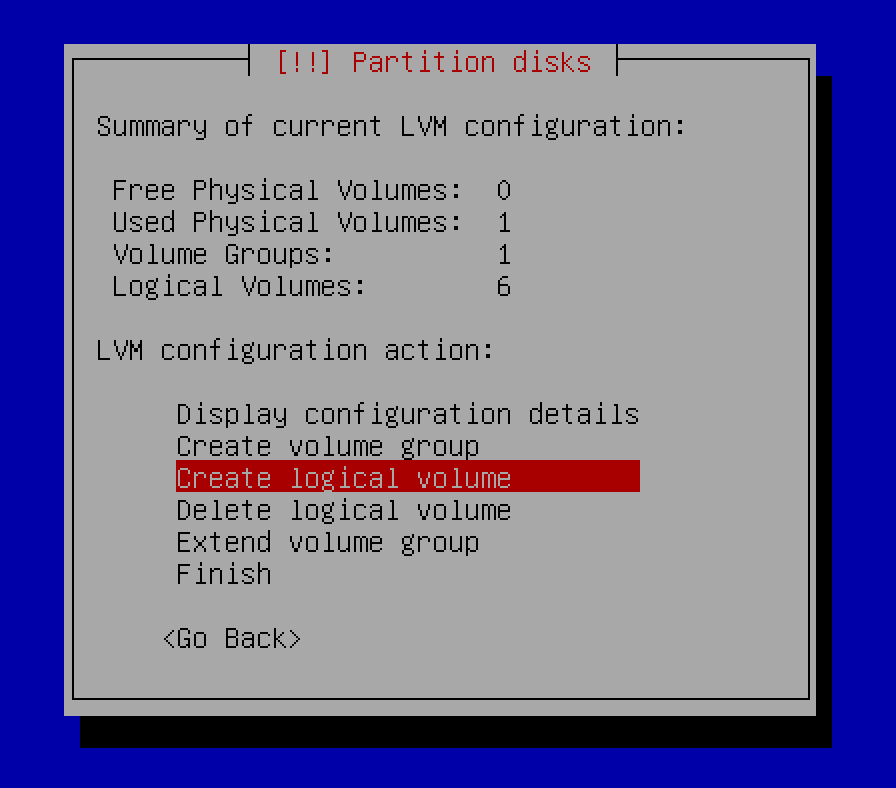 [!!] Partition disks
Summary of current LVM configuration:
Free Physical Volumes: 0
Used Physical Volumes: 1
Volume Groups: 1
Logical Volumes: 6
LVM configuration action:
Display configuration details
Create volume group
Create logical volume
Delete logical volume
Extend volume group
Finish
<Go Back>